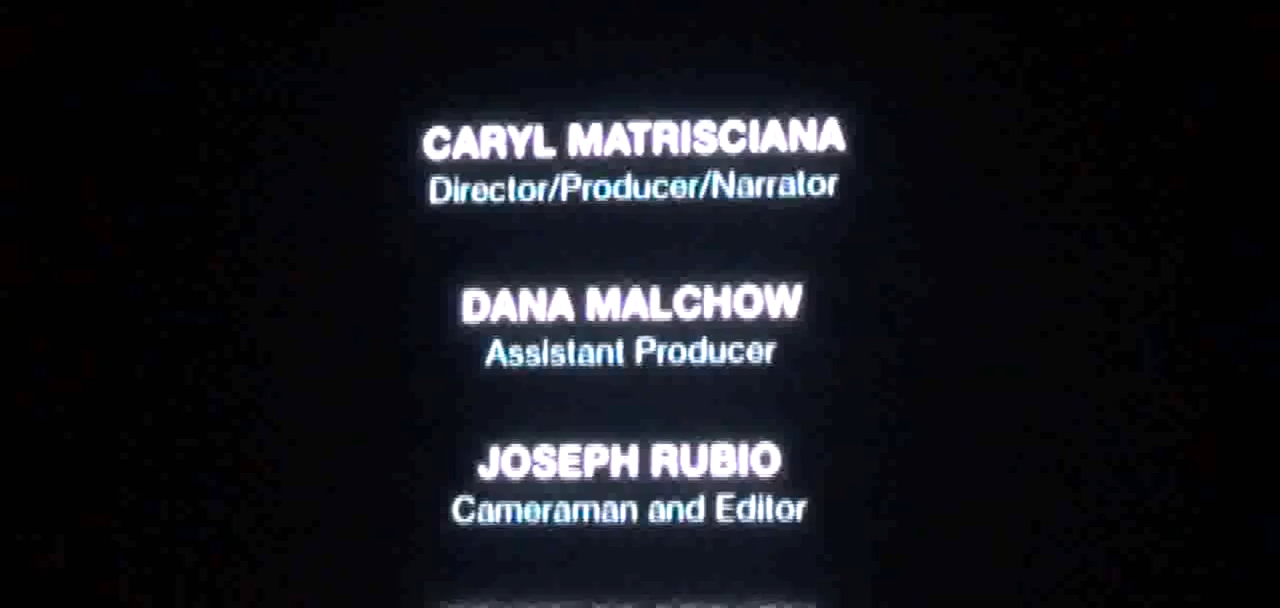 CARYL MATRISCIANA
Director/Producer/Narrator
DANA MALCHOW
Assistant Producer
JOSEPH RUBIO
Cameraman and Editor